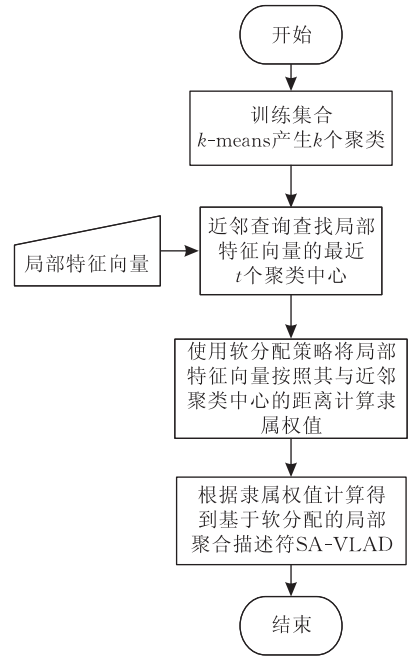 开始
训练集合
k-means产生k个聚类
近邻查询查找局部
特征向量的最近
t个聚类中心
局部特征向量
使用软分配策略将局部
特征向量按照其与近邻
聚类中心的距离计算隶
属权值
根据隶属权值计算得
到基于软分配的局部
聚合描述符SA-VLAD
结束